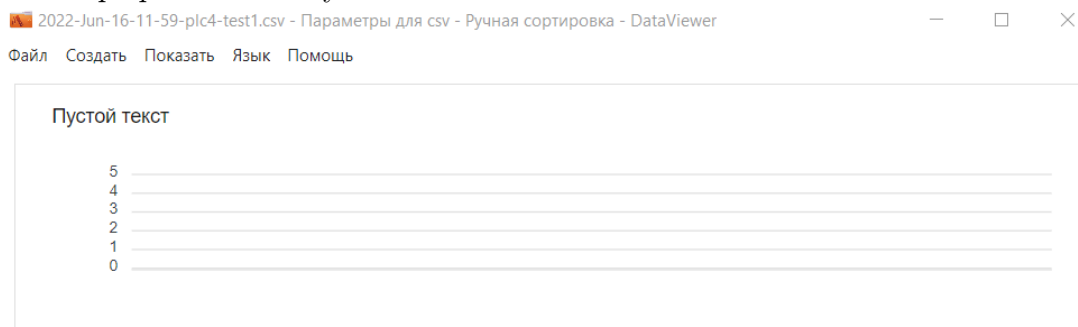 2022-Jun-16-11-59-plc4-test1.csv - Параметры для csv - Ручная сортировка - DataViewer
Файл Создать Показать Язык Помощь
Пустой текст
5
4
3
2
1
0